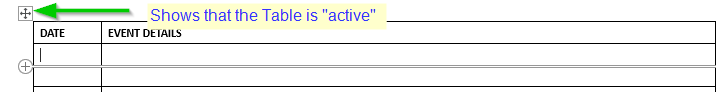 Shows that the Table is "active"
DATE EVENT DETAILS